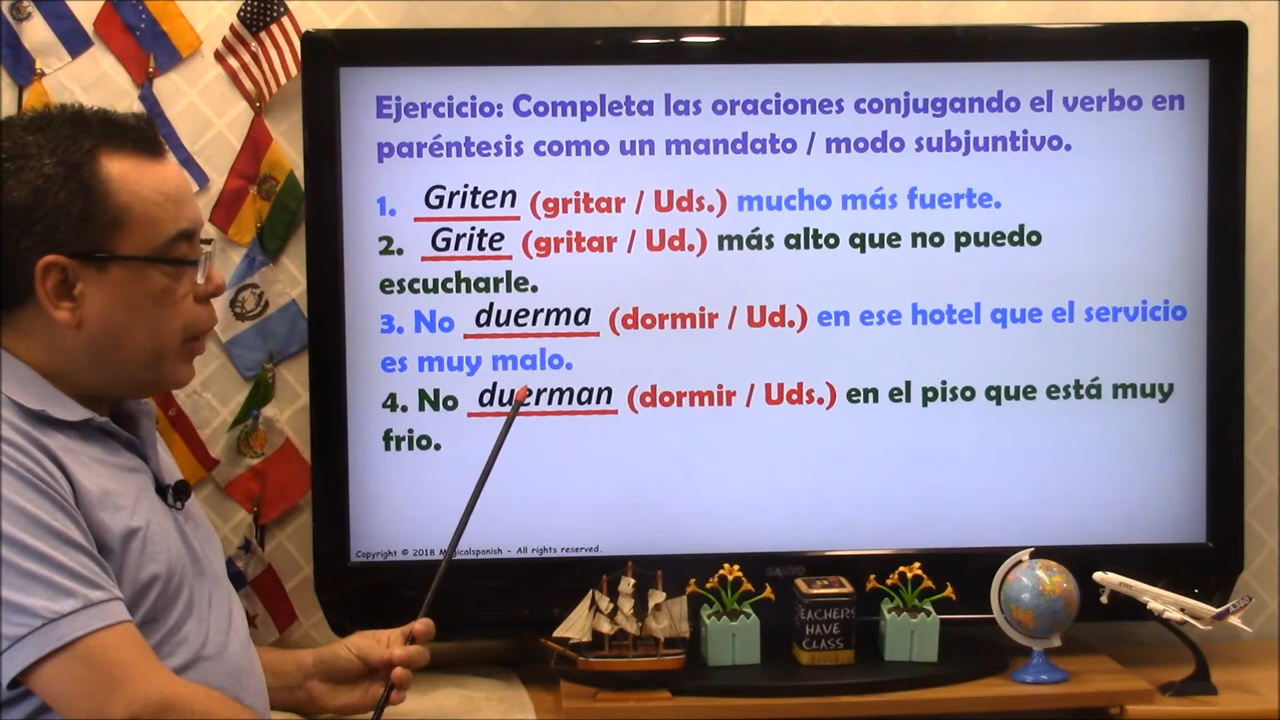 Ejercicio: Completa las oraciones conjugando el verbo en
paréntesis como un mandato / modo subjuntivo.
1. Griten (gritar / Uds.) mucho más fuerte.
2. Grite (gritar / Ud.) más alto que no puedo
escucharle.
3. No duerma (dormir / Ud.) en ese hotel que el servicio
es muy malo.
4. No duerman (dormir / Uds.) en el piso que está muy
frio.
Copyright © 2018 Magicalspanish - All rights reserved.
SANYO
TEACHERS
HAVE
CLASS
A380